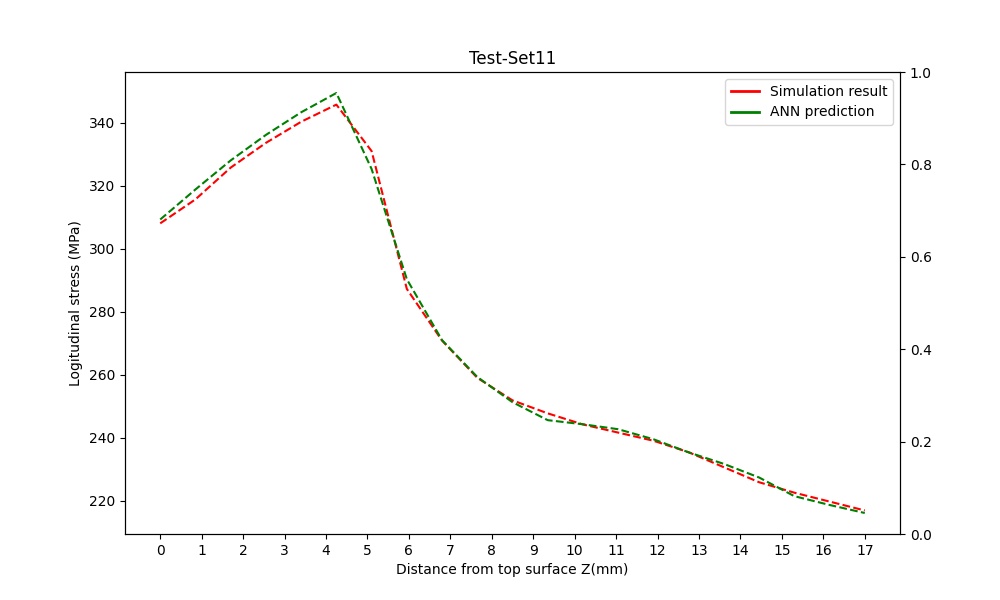 Test-Set11
Simulation result
ANN prediction
Logitudinal stress (MPa)
340
320
300
280
260
240
220
1.0
0.8
0.6
0.4
0.2
0.0
0 1 2 3 4 5 6 7 8 9 10 11 12 13 14 15 16 17
Distance from top surface Z(mm)